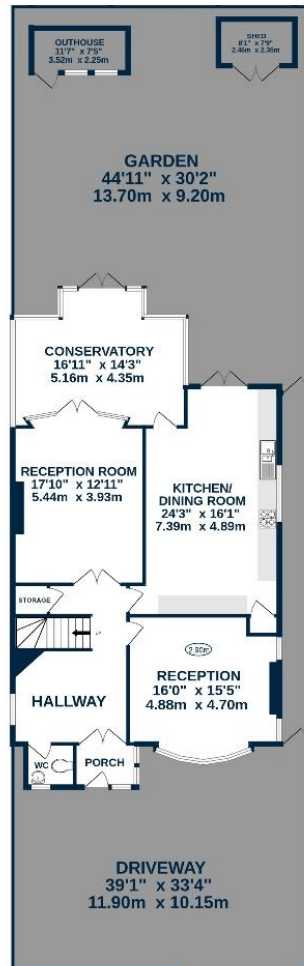 OUTHOUSE
11'7" x 7'5"
3.52m x 2.25m
SHED
8'1" x 7'9"
2.46m x 2.36m
GARDEN
44'11" x 30'2"
13.70m x 9.20m
CONSERVATORY
16'11" x 14'3"
5.16m x 4.35m
RECEPTION ROOM
17'10" x 12'11"
5.44m x 3.93m
KITCHEN/
DINING ROOM
24'3" x 16'1"
7.39m x 4.89m
STORAGE
UP
2.90m
RECEPTION
16'0" x 15'5"
4.88m x 4.70m
HALLWAY
WC
PORCH
DRIVEWAY
39'1" x 33'4"
11.90m x 10.15m